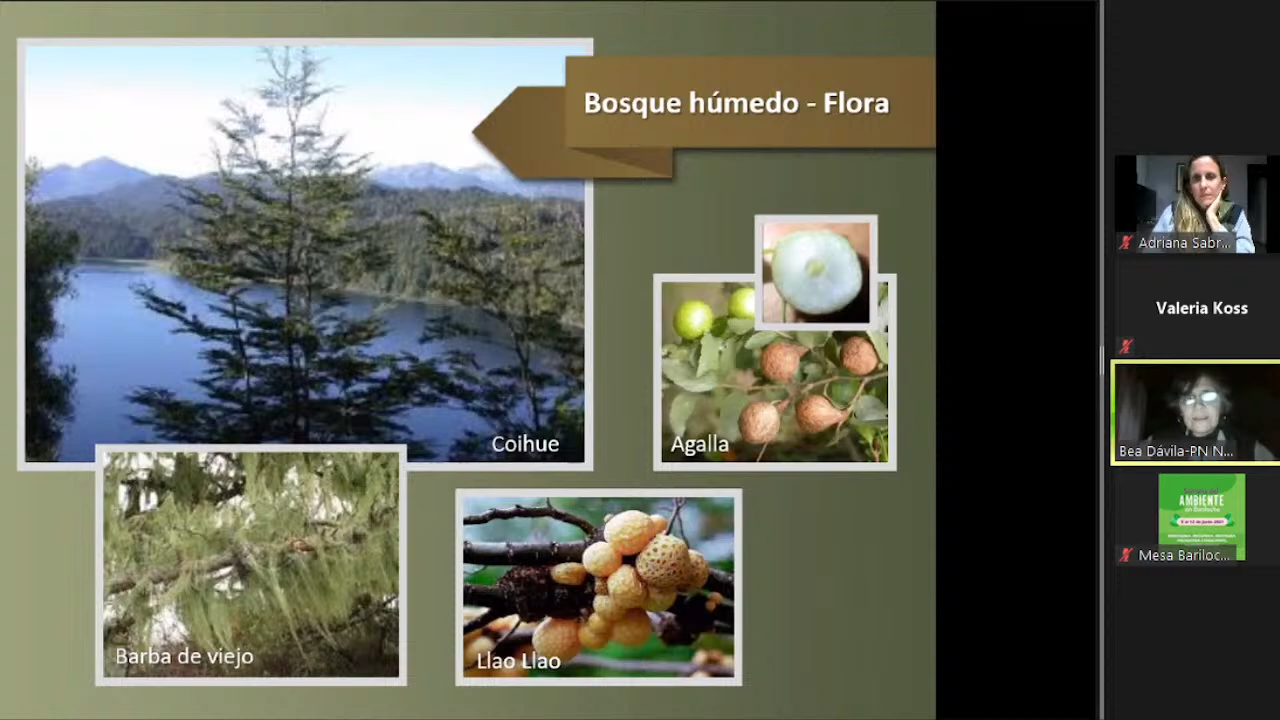 Bosque húmedo - Flora
Coihue
Agalla
Barba de viejo
Llao Llao
Adriana Sabr...
Valeria Koss
Bea Dávila-PN N...
AMBIENTE
Mesa Bariloc...